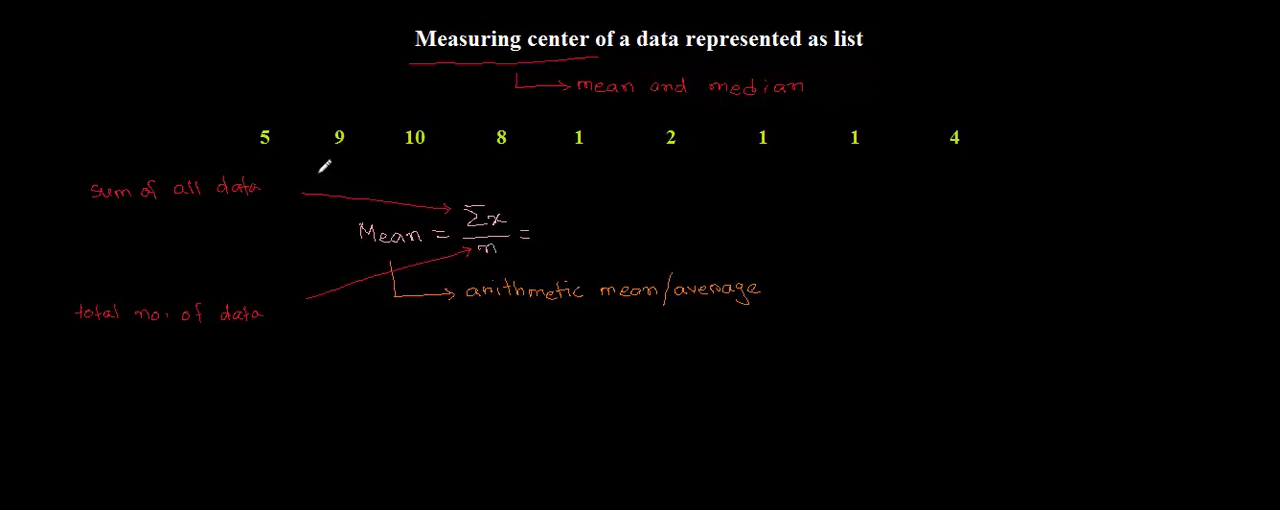 Measuring center of a data represented as list
mean and median
5 9 10 8 1 2 1 1 4
sum of all data
Mean = Σx/n =
arithmetic mean/average
total no. of data